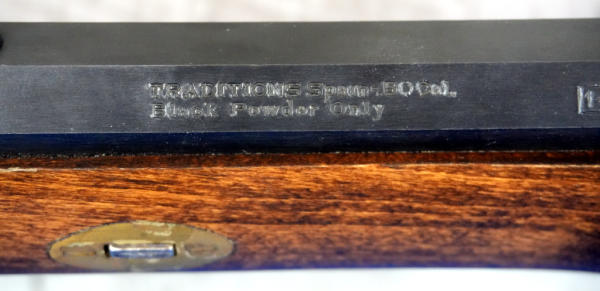 TRADITIONS Spain .50 Cal.
Black Powder Only